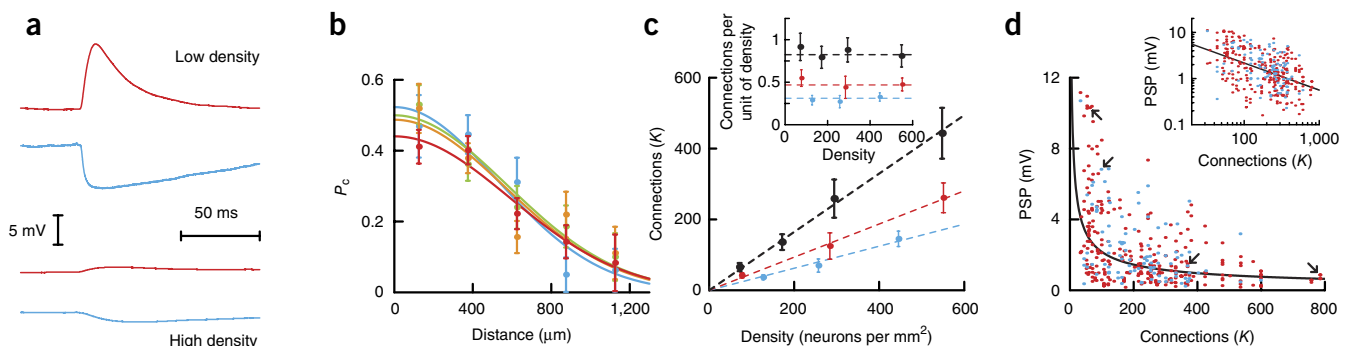 a
Low density
5 mV
50 ms
High density
b
0.6
0.4
0.2
0
P_c
0
400
800
1,200
Distance (μm)
c
Connections per
unit of density
1
0.5
0
0
200
400
600
Density
600
400
200
0
Connections (K)
0
200
400
600
Density (neurons per mm²)
d
PSP (mV)
10
1
0.1
100
1,000
Connections (K)
12
8
4
0
PSP (mV)
0
200
400
600
800
Connections (K)